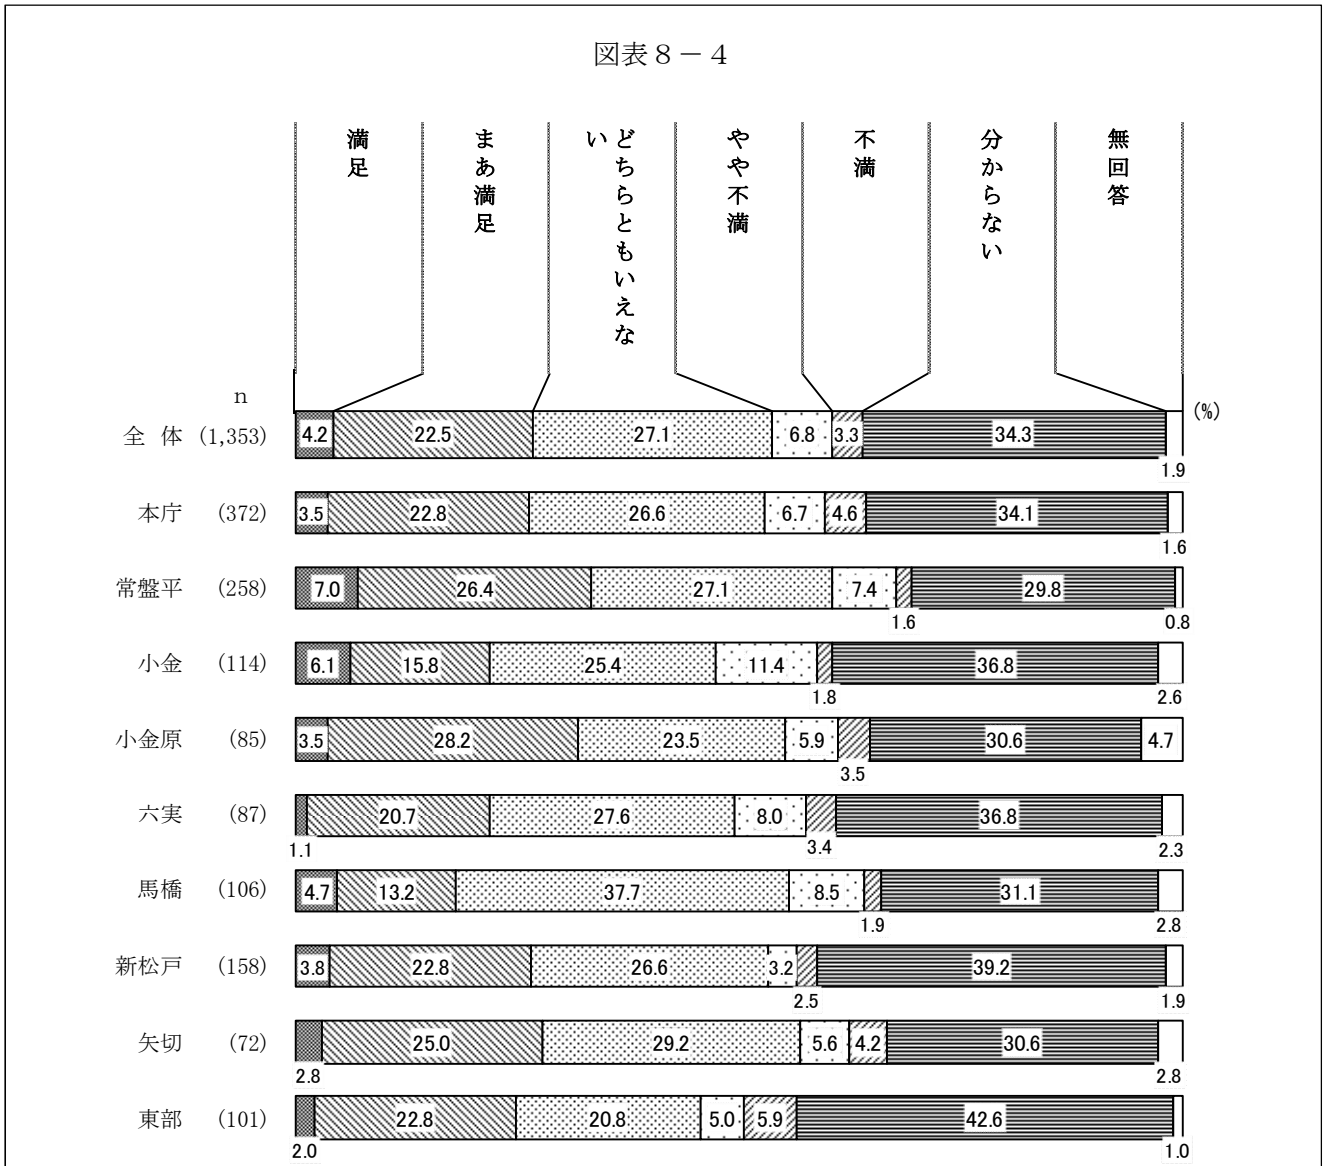 図表８－４
満足
まあ満足
どちらともいえな
い
やや不満
不満
分からない
無回答
n
(%)
全 体 (1,353) 4.2 22.5 27.1 6.8 3.3 34.3
1.9
本庁 (372) 3.5 22.8 26.6 6.7 4.6 34.1
1.6
常盤平 (258) 7.0 26.4 27.1 7.4 29.8
1.6 0.8
小金 (114) 6.1 15.8 25.4 11.4 36.8
1.8 2.6
小金原 (85) 3.5 28.2 23.5 5.9 30.6 4.7
3.5
六実 (87) 20.7 27.6 8.0 36.8
1.1 3.4 2.3
馬橋 (106) 4.7 13.2 37.7 8.5 31.1
1.9 2.8
新松戸 (158) 3.8 22.8 26.6 3.2 39.2
2.5 1.9
矢切 (72) 25.0 29.2 5.6 4.2 30.6
2.8 2.8
東部 (101) 22.8 20.8 5.0 5.9 42.6
2.0 1.0